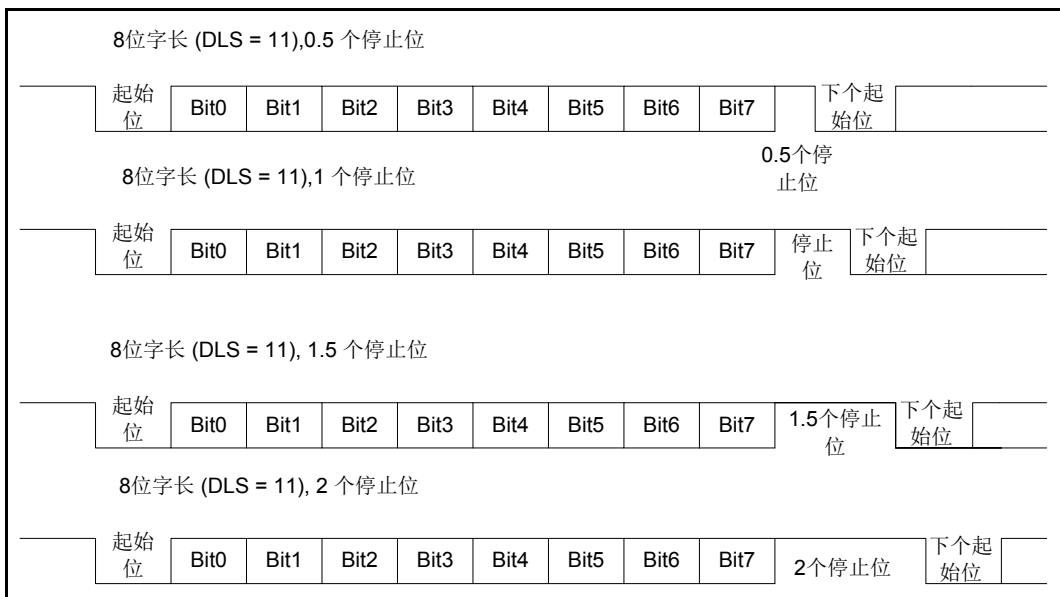 8位字长 (DLS = 11),0.5 个停止位
起始
位
Bit0 Bit1 Bit2 Bit3 Bit4 Bit5 Bit6 Bit7
下个起
始位
0.5个停
止位
8位字长 (DLS = 11),1 个停止位
起始
位
Bit0 Bit1 Bit2 Bit3 Bit4 Bit5 Bit6 Bit7
停止
位
下个起
始位
8位字长 (DLS = 11), 1.5 个停止位
起始
位
Bit0 Bit1 Bit2 Bit3 Bit4 Bit5 Bit6 Bit7
1.5个停止
位
下个起
始位
8位字长 (DLS = 11), 2 个停止位
起始
位
Bit0 Bit1 Bit2 Bit3 Bit4 Bit5 Bit6 Bit7
2个停止位
下个起
始位